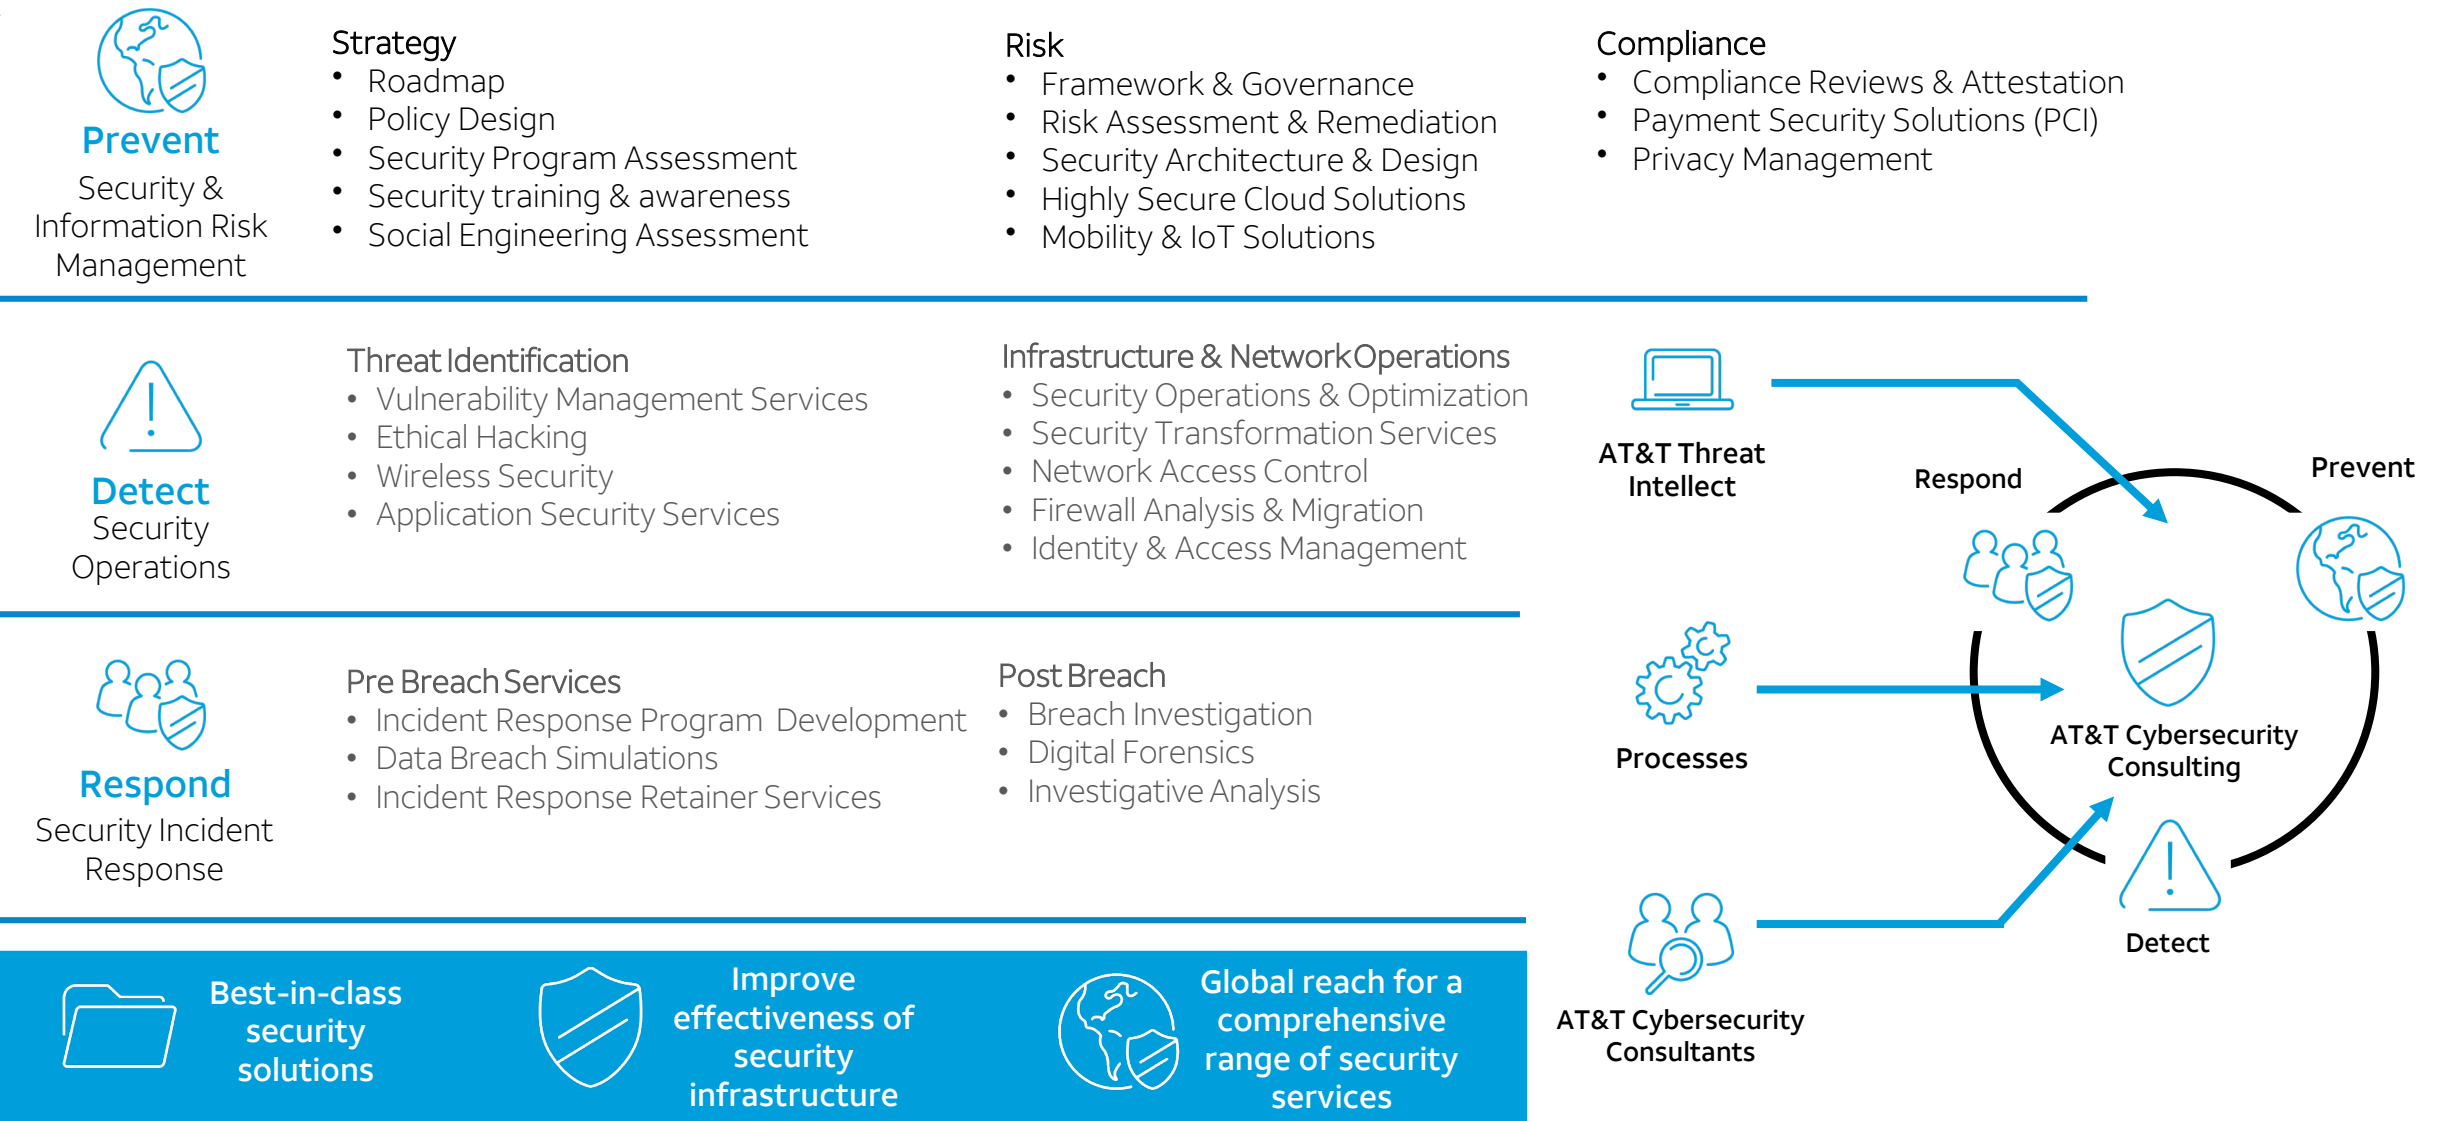 Prevent
Security &
Information Risk
Management
Strategy
• Roadmap
• Policy Design
• Security Program Assessment
• Security training & awareness
• Social Engineering Assessment
Risk
• Framework & Governance
• Risk Assessment & Remediation
• Security Architecture & Design
• Highly Secure Cloud Solutions
• Mobility & IoT Solutions
Compliance
• Compliance Reviews & Attestation
• Payment Security Solutions (PCI)
• Privacy Management
Detect
Security
Operations
Threat Identification
• Vulnerability Management Services
• Ethical Hacking
• Wireless Security
• Application Security Services
Infrastructure & Network Operations
• Security Operations & Optimization
• Security Transformation Services
• Network Access Control
• Firewall Analysis & Migration
• Identity & Access Management
Respond
Security Incident
Response
Pre Breach Services
• Incident Response Program Development
• Data Breach Simulations
• Incident Response Retainer Services
Post Breach
• Breach Investigation
• Digital Forensics
• Investigative Analysis
AT&T Threat
Intellect
Processes
AT&T Cybersecurity
Consultants
Respond
Prevent
AT&T Cybersecurity
Consulting
Detect
Best-in-class
security
solutions
Improve
effectiveness of
security
infrastructure
Global reach for a
comprehensive
range of security
services